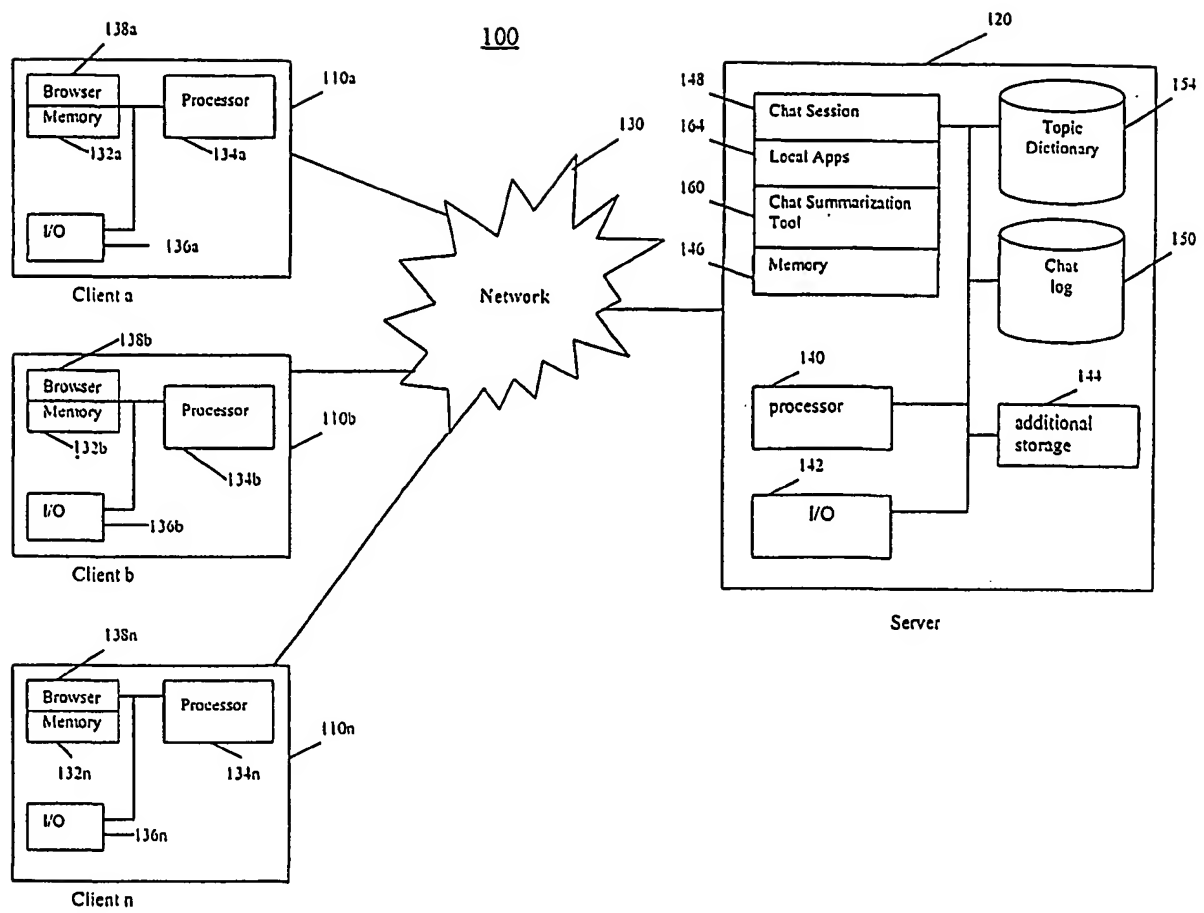 100
138a
Browser
Memory
132a
Processor
134a
110a
I/O
136a
Client a
138b
Browser
Memory
132b
Processor
134b
110b
I/O
136b
Client b
138n
Browser
Memory
132n
Processor
134n
110n
I/O
136n
Client n
130
Network
120
148
Chat Session
164
Local Apps
160
Chat Summarization
Tool
146
Memory
154
Topic
Dictionary
150
Chat
log
140
processor
144
additional
storage
142
I/O
Server